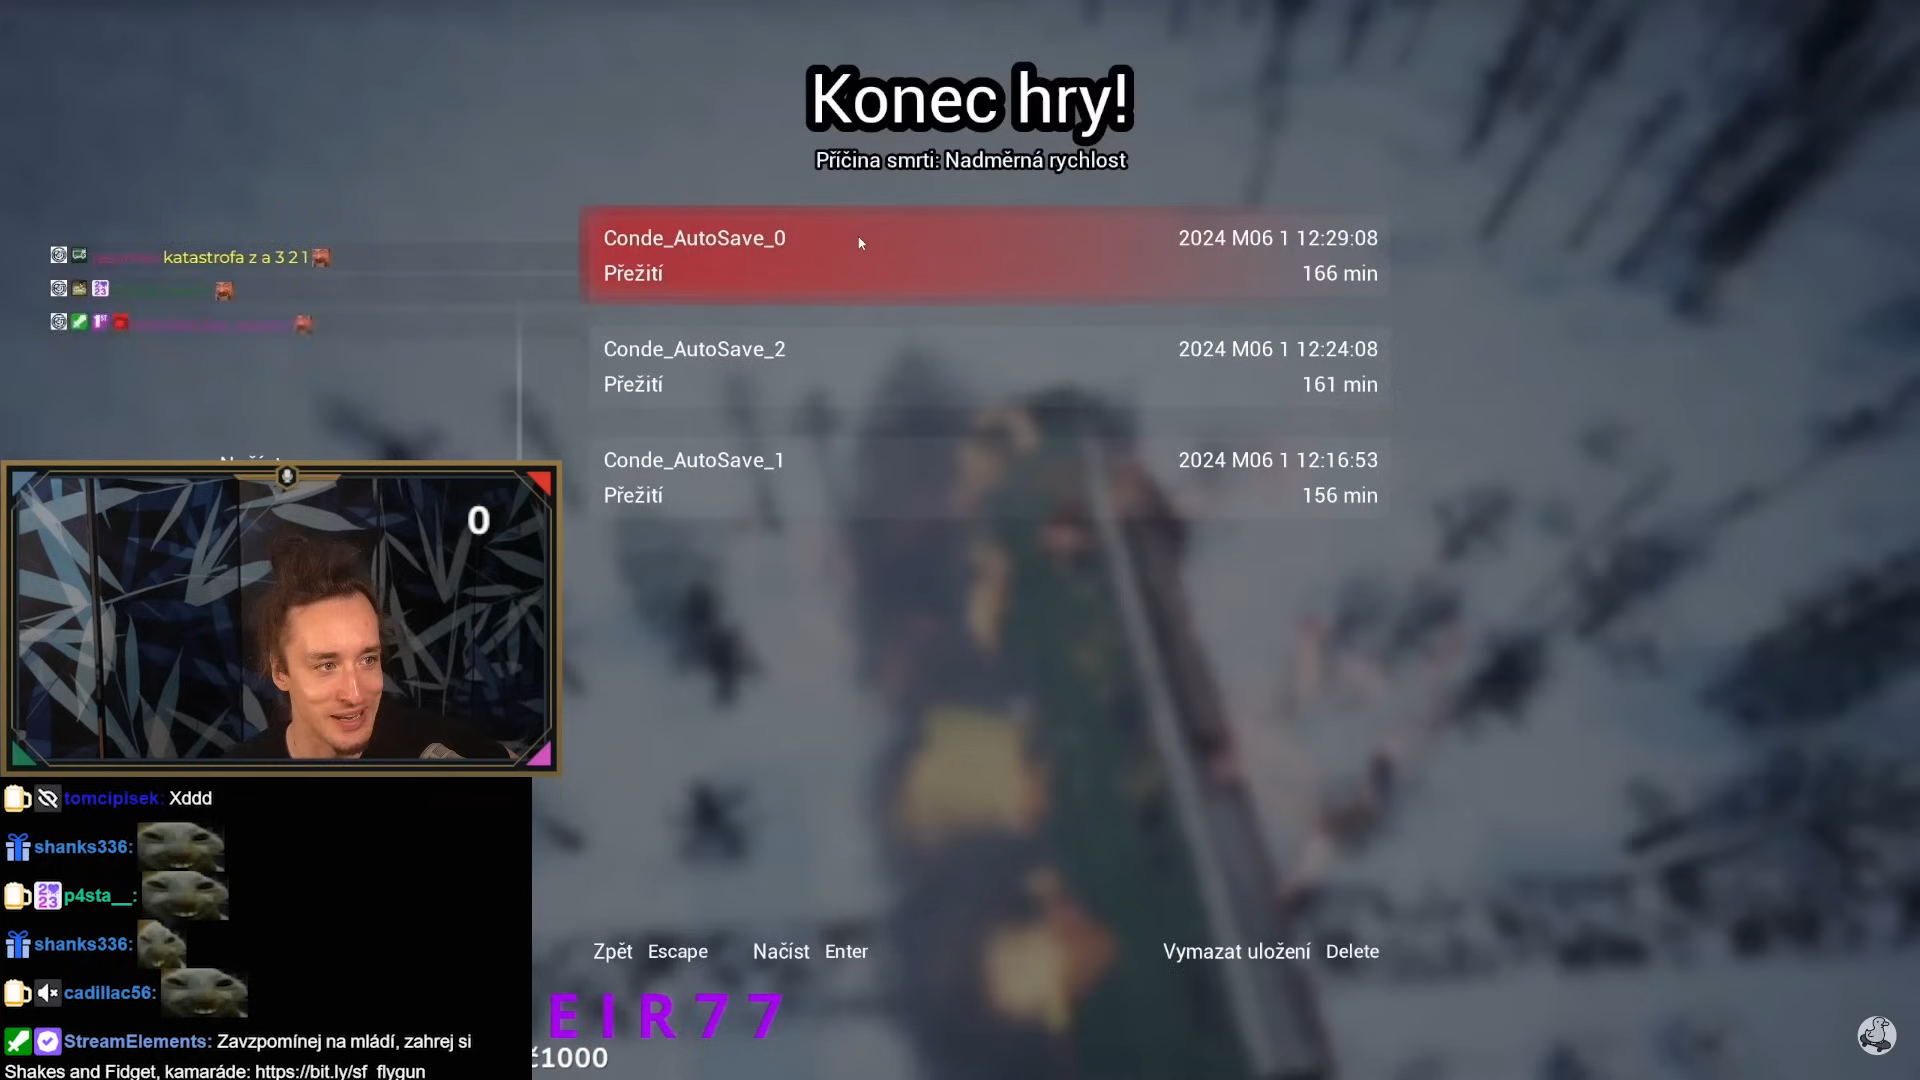 Konec hry!
Příčina smrti: Nadměrná rychlost
Conde_AutoSave_0 2024 M06 1 12:29:08
Přežití 166 min
Conde_AutoSave_2 2024 M06 1 12:24:08
Přežití 161 min
Conde_AutoSave_1 2024 M06 1 12:16:53
Přežití 156 min
katastrofa z a 3 2 1
0
tomcipisek: Xddd
shanks336:
p4sta__:
shanks336:
cadillac56:
StreamElements: Zavzpomínej na mládí, zahrej si
Shakes and Fidget, kamaráde: https://bit.ly/sf_flygun
Zpět Escape Načíst Enter Vymazat uložení Delete
EIR77
1000